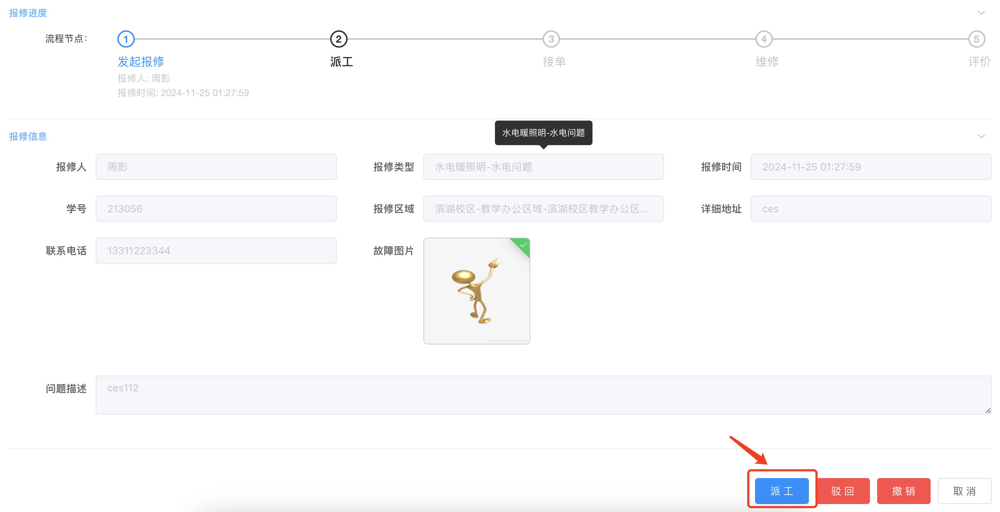 报修进度
流程节点：
1
2
3
4
5
发起报修
派工
接单
维修
评价
报修人: 周影
报修时间: 2024-11-25 01:27:59
水电暖照明-水电问题
报修信息
报修人 周影
报修类型 水电暖照明-水电问题
报修时间 2024-11-25 01:27:59
学号 213056
报修区域 滨湖校区-教学办公区域-滨湖校区教学办公区...
详细地址 ces
联系电话 13311223344
故障图片
问题描述 ces112
派工
驳回
撤销
取消